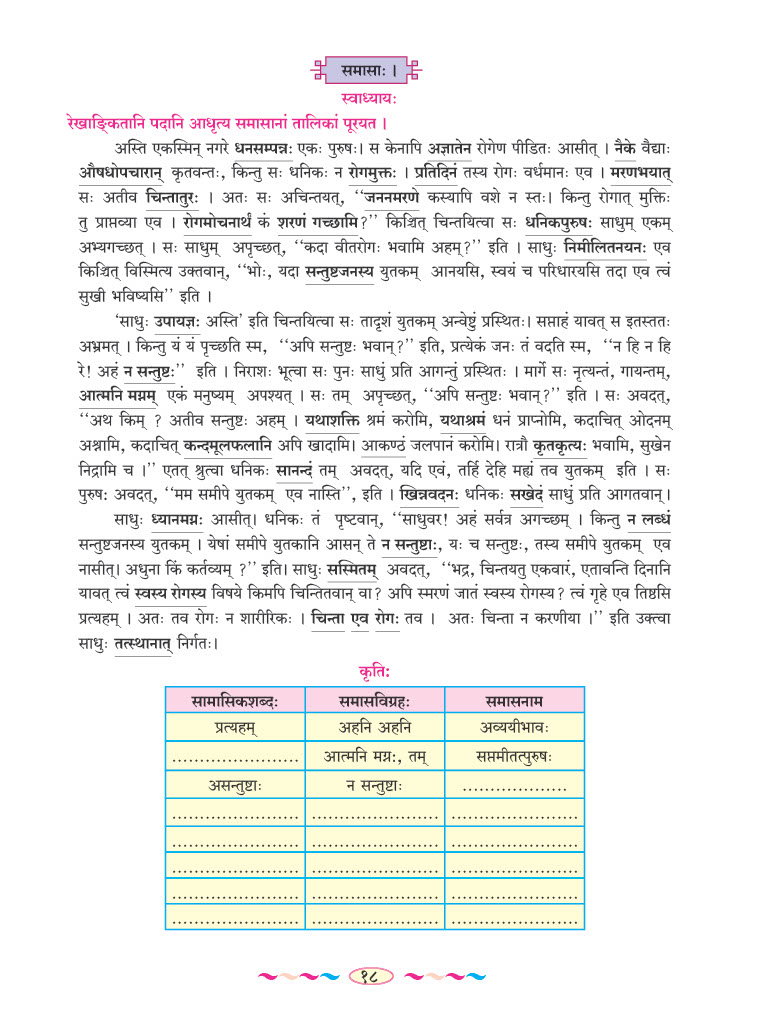 समासाः ।
स्वाध्यायः
रेखाङ्कितानि पदानि आधृत्य समासानां तालिकां पूरयत ।
अस्ति एकस्मिन् नगरे धनसम्पन्नः एकः पुरुषः। स केनापि अज्ञातेन रोगेण पीडितः आसीत् । नैके वैद्याः
औषधोपचारान् कृतवन्तः, किन्तु सः धनिकः न रोगमुक्तः । प्रतिदिनं तस्य रोगः वर्धमानः एव । मरणभयात्
सः अतीव चिन्तातुरः । अतः सः अचिन्तयत्, ‘‘जननमरणे कस्यापि वशे न स्तः। किन्तु रोगात् मुक्तिः
तु प्राप्तव्या एव । रोगमोचनार्थं कं शरणं गच्छामि?’’ किञ्चित् चिन्तयित्वा सः धनिकपुरुषः साधुम् एकम्
अभ्यगच्छत् । सः साधुम् अपृच्छत्, ‘‘कदा वीतरोगः भवामि अहम्?’’ इति । साधुः निमीलितनयनः एव
किञ्चित् विस्मित्य उक्तवान्, ‘‘भोः, यदा सन्तुष्टजनस्य युतकम् आनयसि, स्वयं च परिधारयसि तदा एव त्वं
सुखी भविष्यसि’’ इति ।
‘साधुः उपायज्ञः अस्ति’ इति चिन्तयित्वा सः तादृशं युतकम् अन्वेष्टुं प्रस्थितः। सप्ताहं यावत् स इतस्ततः
अभ्रमत् । किन्तु यं यं पृच्छति स्म, ‘‘अपि सन्तुष्टः भवान्?’’ इति, प्रत्येकं जनः तं वदति स्म, ‘‘न हि न हि
रे! अहं न सन्तुष्टः’’ इति । निराशः भूत्वा सः पुनः साधुं प्रति आगन्तुं प्रस्थितः । मार्गे सः नृत्यन्तं, गायन्तम्,
आत्मनि मग्नम् एकं मनुष्यम् अपश्यत् । सः तम् अपृच्छत्, ‘‘अपि सन्तुष्टः भवान्?’’ इति । सः अवदत्,
‘‘अथ किम् ? अतीव सन्तुष्टः अहम् । यथाशक्ति श्रमं करोमि, यथाश्रमं धनं प्राप्नोमि, कदाचित् ओदनम्
अश्नामि, कदाचित् कन्दमूलफलानि अपि खादामि। आकण्ठं जलपानं करोमि। रात्रौ कृतकृत्यः भवामि, सुखेन
निद्रामि च ।’’ एतत् श्रुत्वा धनिकः सानन्दं तम् अवदत्, यदि एवं, तर्हि देहि मह्यं तव युतकम् इति । सः
पुरुषः अवदत्, ‘‘मम समीपे युतकम् एव नास्ति’’, इति । खिन्नवदनः धनिकः सखेदं साधुं प्रति आगतवान्।
साधुः ध्यानमग्नः आसीत्। धनिकः तं पृष्टवान्, ‘‘साधुवर! अहं सर्वत्र अगच्छम् । किन्तु न लब्धं
सन्तुष्टजनस्य युतकम् । येषां समीपे युतकानि आसन् ते न सन्तुष्टाः, यः च सन्तुष्टः, तस्य समीपे युतकम् एव
नासीत्। अधुना किं कर्तव्यम् ?’’ इति। साधुः सस्मितम् अवदत्, ‘‘भद्र, चिन्तयतु एकवारं, एतावन्ति दिनानि
यावत् त्वं स्वस्य रोगस्य विषये किमपि चिन्तितवान् वा? अपि स्मरणं जातं स्वस्य रोगस्य? त्वं गृहे एव तिष्ठसि
प्रत्यहम् । अतः तव रोगः न शारीरिकः । चिन्ता एव रोगः तव । अतः चिन्ता न करणीया ।’’ इति उक्त्वा
साधुः तत्स्थानात् निर्गतः।
कृतिः
सामासिकशब्दः समासविग्रहः समासनाम
प्रत्यहम् अहनि अहनि अव्ययीभावः
....................... आत्मनि मग्नः, तम् सप्तमीतत्पुरुषः
असन्तुष्टाः न सन्तुष्टाः ...................
....................... ....................... .......................
....................... ....................... .......................
....................... ....................... .......................
....................... ....................... .......................
....................... ....................... .......................
१८